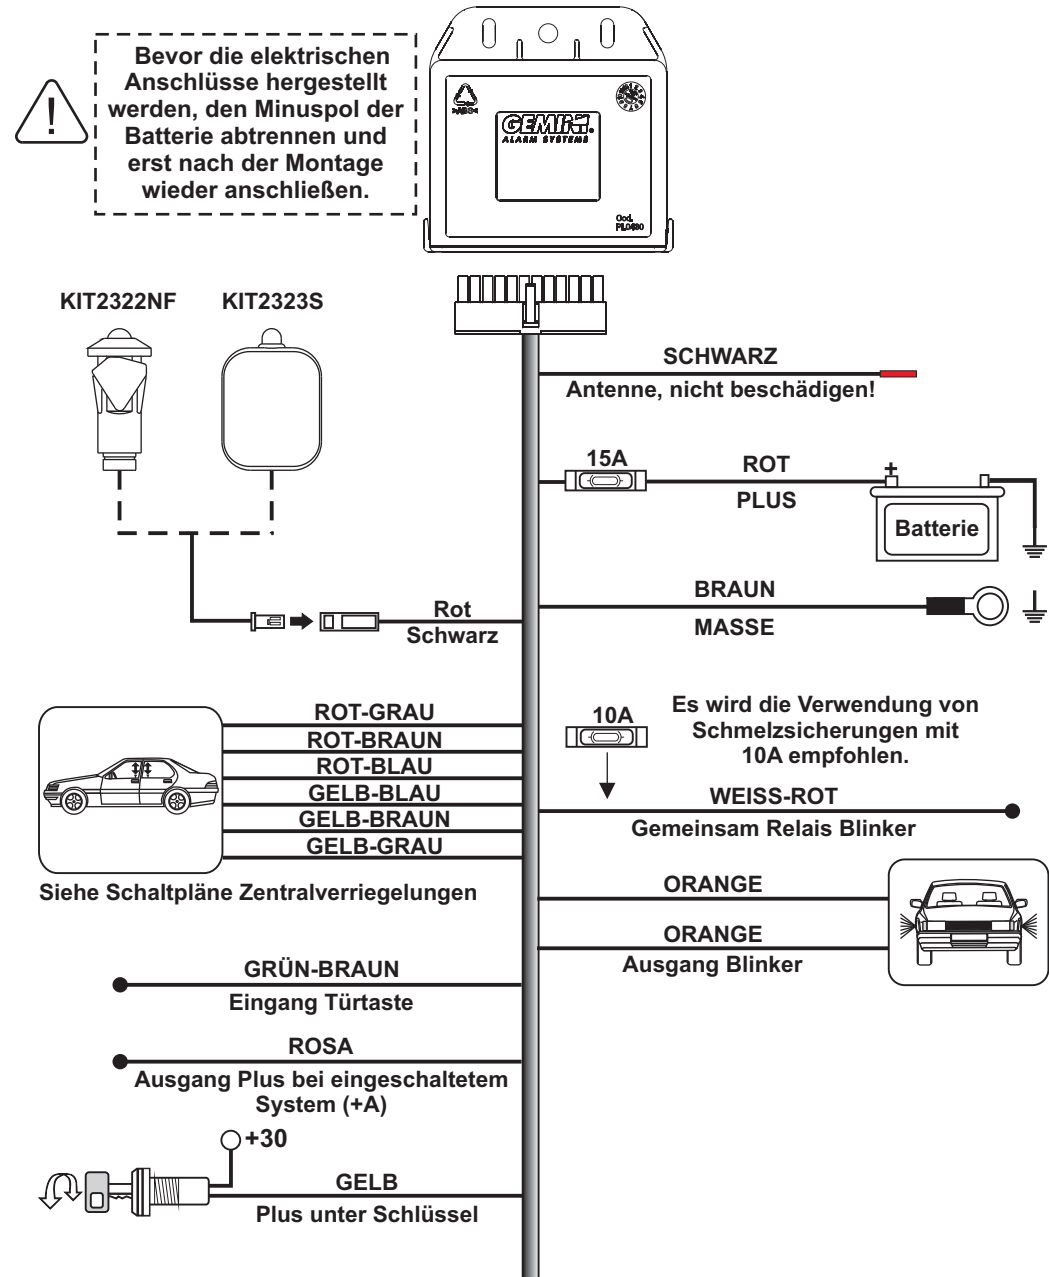 Bevor die elektrischen
Anschlüsse hergestellt
werden, den Minuspol der
Batterie abtrennen und
erst nach der Montage
wieder anschließen.
GEMINI.
ALARM SYSTEMS
KIT2322NF
KIT2323S
SCHWARZ
Antenne, nicht beschädigen!
15A
ROT
+
PLUS
Batterie
BRAUN
MASSE
Rot
Schwarz
ROT-GRAU
ROT-BRAUN
ROT-BLAU
GELB-BLAU
GELB-BRAUN
GELB-GRAU
Siehe Schaltpläne Zentralverriegelungen
10A
Es wird die Verwendung von
Schmelzsicherungen mit
10A empfohlen.
WEISS-ROT
Gemeinsam Relais Blinker
ORANGE
ORANGE
Ausgang Blinker
GRÜN-BRAUN
Eingang Türtaste
ROSA
Ausgang Plus bei eingeschaltetem
System (+A)
+30
GELB
Plus unter Schlüssel